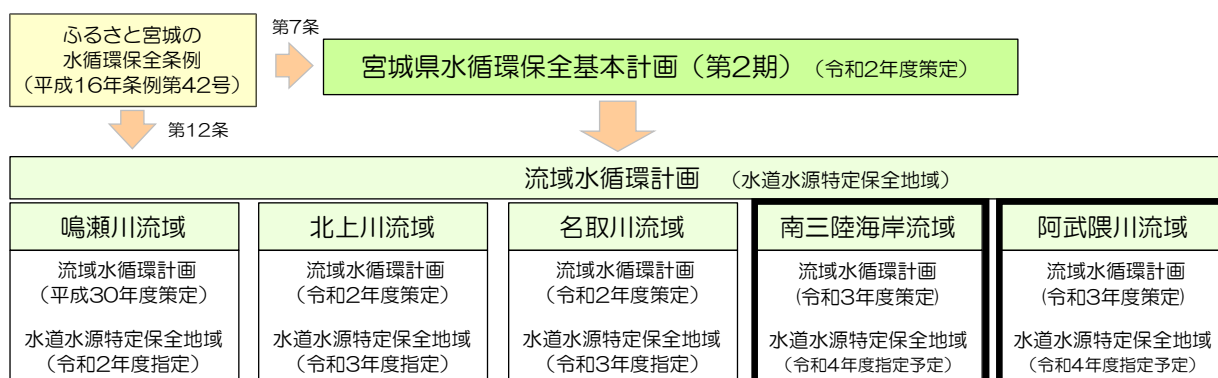 ふるさと宮城の
水循環保全条例
(平成16年条例第42号)
第7条
宮城県水循環保全基本計画(第2期) (令和2年度策定)
第12条
流域水循環計画 (水道水源特定保全地域)
鳴瀬川流域
流域水循環計画
(平成30年度策定)
水道水源特定保全地域
(令和2年度指定)
北上川流域
流域水循環計画
(令和2年度策定)
水道水源特定保全地域
(令和3年度指定)
名取川流域
流域水循環計画
(令和2年度策定)
水道水源特定保全地域
(令和3年度指定)
南三陸海岸流域
流域水循環計画
(令和3年度策定)
水道水源特定保全地域
(令和4年度指定予定)
阿武隈川流域
流域水循環計画
(令和3年度策定)
水道水源特定保全地域
(令和4年度指定予定)